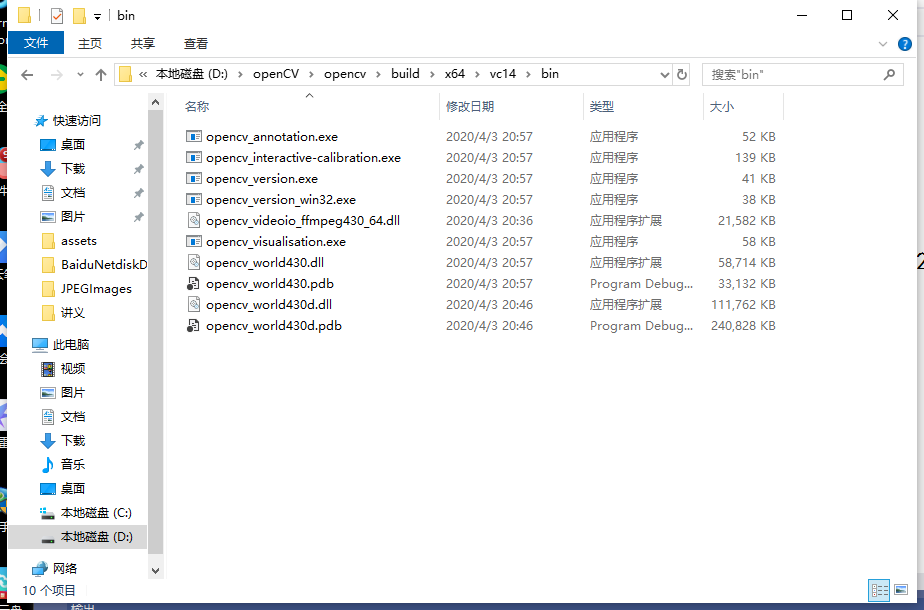 bin
文件 主页 共享 查看
« 本地磁盘 (D:) › openCV › opencv › build › x64 › vc14 › bin
搜索"bin"
名称 修改日期 类型 大小
opencv_annotation.exe 2020/4/3 20:57 应用程序 52 KB
opencv_interactive-calibration.exe 2020/4/3 20:57 应用程序 139 KB
opencv_version.exe 2020/4/3 20:57 应用程序 41 KB
opencv_version_win32.exe 2020/4/3 20:57 应用程序 38 KB
opencv_videoio_ffmpeg430_64.dll 2020/4/3 20:36 应用程序扩展 21,582 KB
opencv_visualisation.exe 2020/4/3 20:57 应用程序 58 KB
opencv_world430.dll 2020/4/3 20:57 应用程序扩展 58,714 KB
opencv_world430.pdb 2020/4/3 20:57 Program Debug... 33,132 KB
opencv_world430d.dll 2020/4/3 20:46 应用程序扩展 111,762 KB
opencv_world430d.pdb 2020/4/3 20:46 Program Debug... 240,828 KB
快速访问
桌面
下载
文档
图片
assets
BaiduNetdiskD
JPEGImages
讲义
此电脑
视频
图片
文档
下载
音乐
桌面
本地磁盘 (C:)
本地磁盘 (D:)
网络
10 个项目